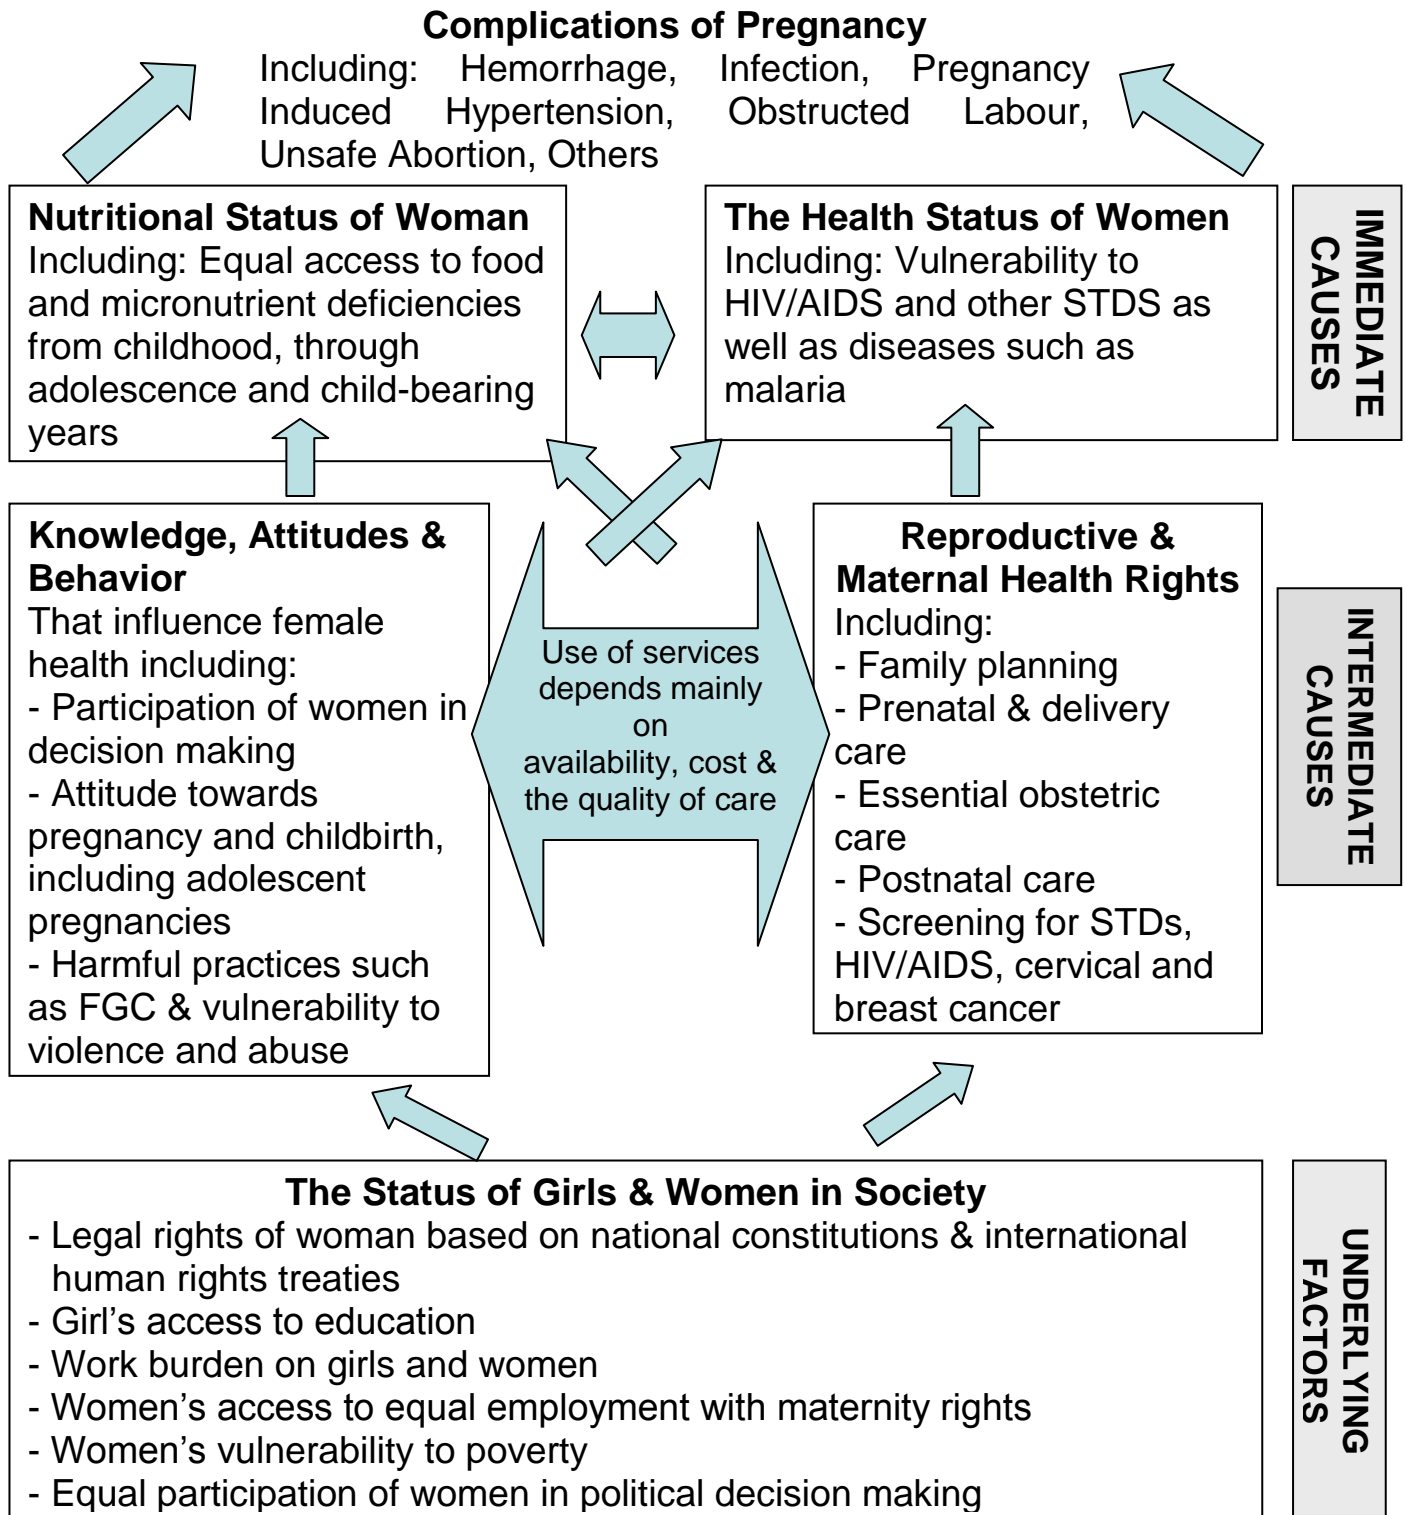 Complications of Pregnancy
Including: Hemorrhage, Infection, Pregnancy
Induced Hypertension, Obstructed Labour,
Unsafe Abortion, Others
Nutritional Status of Woman
Including: Equal access to food
and micronutrient deficiencies
from childhood, through
adolescence and child-bearing
years
The Health Status of Women
Including: Vulnerability to
HIV/AIDS and other STDS as
well as diseases such as
malaria
IMMEDIATE
CAUSES
Knowledge, Attitudes &
Behavior
That influence female
health including:
- Participation of women in
decision making
- Attitude towards
pregnancy and childbirth,
including adolescent
pregnancies
- Harmful practices such
as FGC & vulnerability to
violence and abuse
Use of services
depends mainly
on
availability, cost &
the quality of care
Reproductive &
Maternal Health Rights
Including:
- Family planning
- Prenatal & delivery
care
- Essential obstetric
care
- Postnatal care
- Screening for STDs,
HIV/AIDS, cervical and
breast cancer
INTERMEDIATE
CAUSES
The Status of Girls & Women in Society
- Legal rights of woman based on national constitutions & international
human rights treaties
- Girl’s access to education
- Work burden on girls and women
- Women’s access to equal employment with maternity rights
- Women’s vulnerability to poverty
- Equal participation of women in political decision making
UNDERLYING
FACTORS